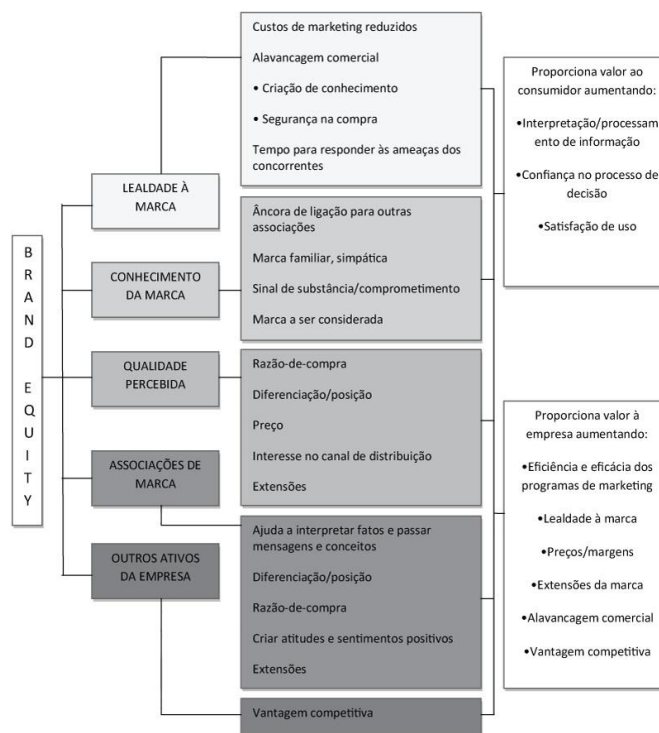 BRAND EQUITY
LEALDADE À
MARCA
CONHECIMENTO
DA MARCA
QUALIDADE
PERCEBIDA
ASSOCIAÇÕES DE
MARCA
OUTROS ATIVOS
DA EMPRESA
Custos de marketing reduzidos
Alavancagem comercial
• Criação de conhecimento
• Segurança na compra
Tempo para responder às ameaças dos
concorrentes
Âncora de ligação para outras
associações
Marca familiar, simpática
Sinal de substância/comprometimento
Marca a ser considerada
Razão-de-compra
Diferenciação/posição
Preço
Interesse no canal de distribuição
Extensões
Ajuda a interpretar fatos e passar
mensagens e conceitos
Diferenciação/posição
Razão-de-compra
Criar atitudes e sentimentos positivos
Extensões
Vantagem competitiva
Proporciona valor ao
consumidor aumentando:
•Interpretação/processam
ento de informação
•Confiança no processo de
decisão
•Satisfação de uso
Proporciona valor à
empresa aumentando:
•Eficiência e eficácia dos
programas de marketing
•Lealdade à marca
•Preços/margens
•Extensões da marca
•Alavancagem comercial
•Vantagem competitiva